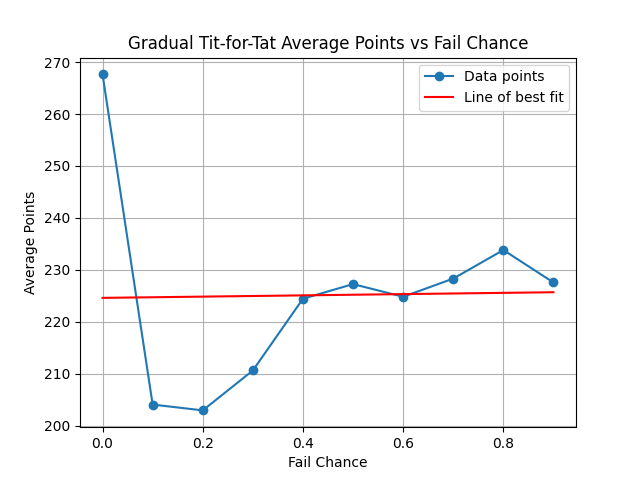 Gradual Tit-for-Tat Average Points vs Fail Chance
Data points
Line of best fit
Average Points
270
260
250
240
230
220
210
200
0.0 0.2 0.4 0.6 0.8
Fail Chance